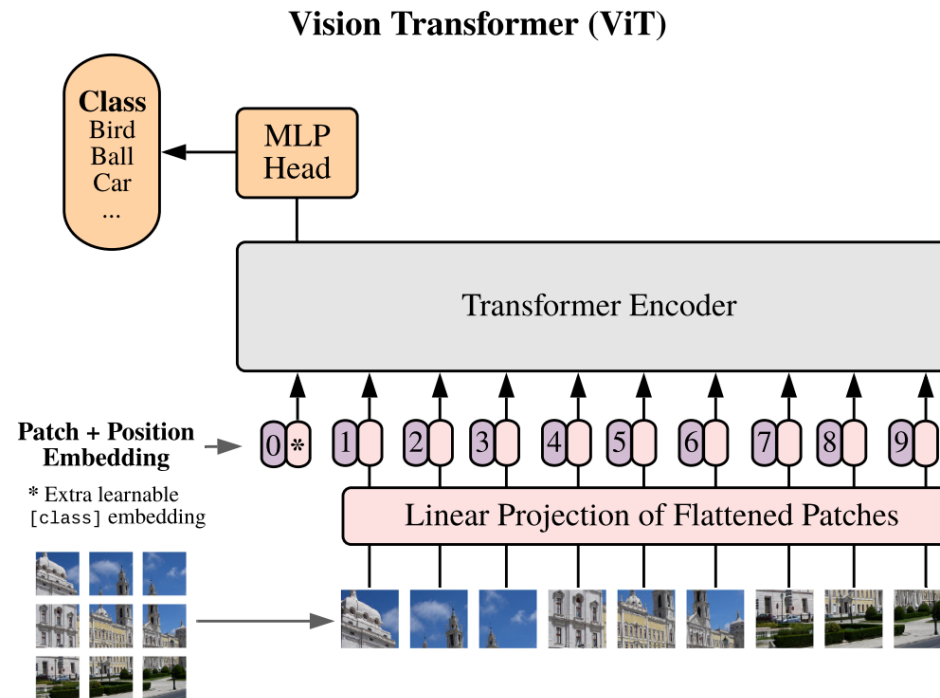 Vision Transformer (ViT)
Class
Bird
Ball
Car
...
MLP
Head
Transformer Encoder
Patch + Position
Embedding
0 * 1 2 3 4 5 6 7 8 9
* Extra learnable
[class] embedding
Linear Projection of Flattened Patches